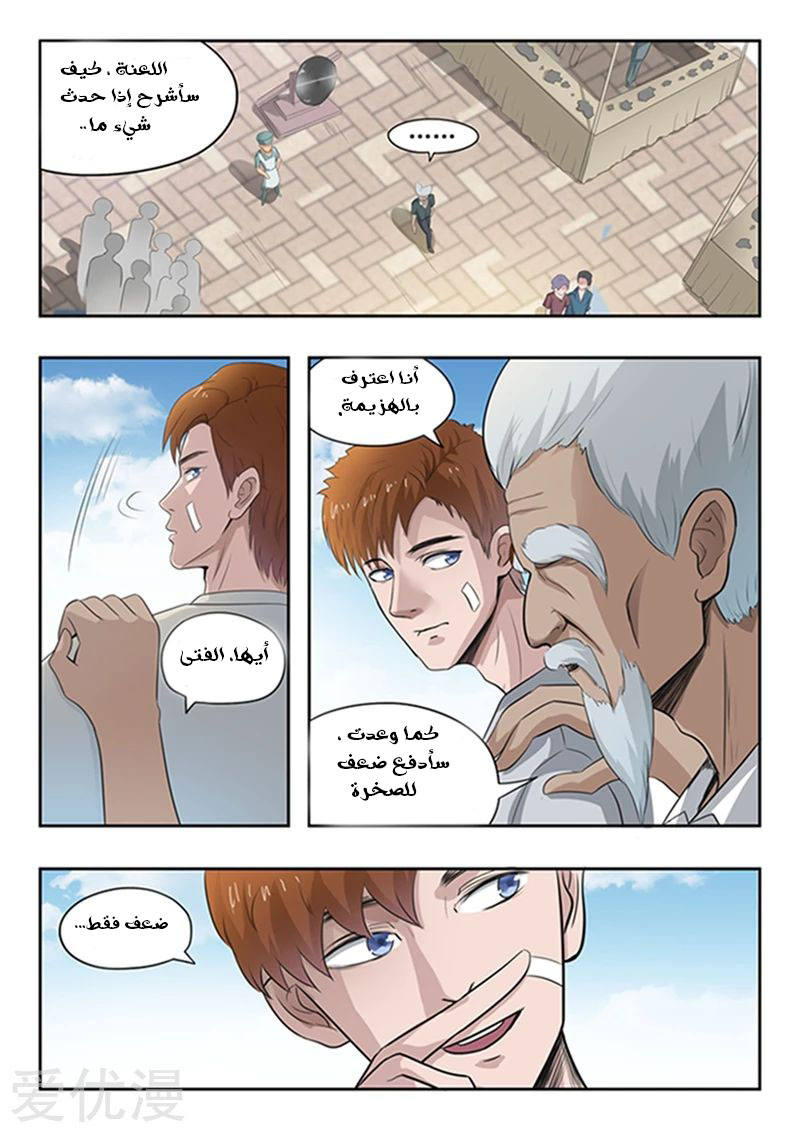 اللعنة ، كيف
سأشرح إذا حدث
شيء ما..
......
أنا اعترف
بالهزيمة.
أيها، الفتى
كما وعدت ،
سأدفع ضعف
للصخرة
ضعف فقط...
爱优漫